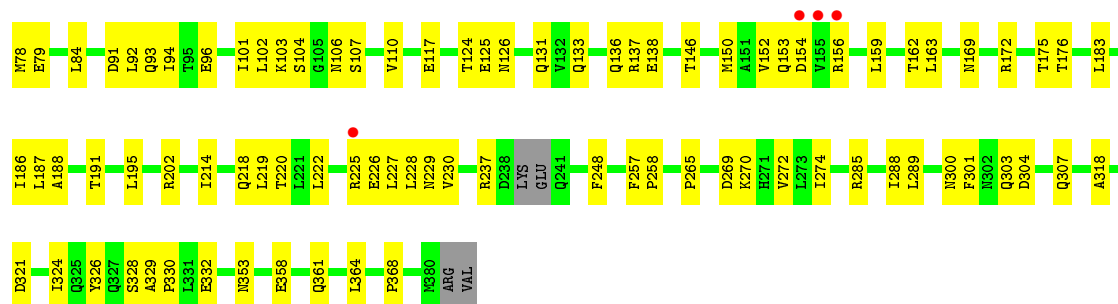 M78 E79 L84 D91 L92 Q93 I94 T95 E96 I101 L102 K103 S104 G105 N106 S107 V110 E117 T124 E125 N126 Q131 V132 Q133 Q136 R137 E138 T146 M150 A151 V152 Q153 D154 V155 R156 L159 T162 L163 N169 R172 T175 T176 L183
I186 L187 A188 T191 L195 R202 I214 Q218 L219 T220 L221 L222 R225 E226 L227 L228 N229 V230 R237 D238 LYS GLU Q241 F248 F257 P258 P265 D269 K270 H271 V272 L273 I274 R285 I288 L289 N300 F301 N302 Q303 D304 Q307 A318
D321 I324 Q325 Y326 Q327 S328 A329 P330 L331 E332 N353 E358 Q361 L364 P368 M380 ARG VAL